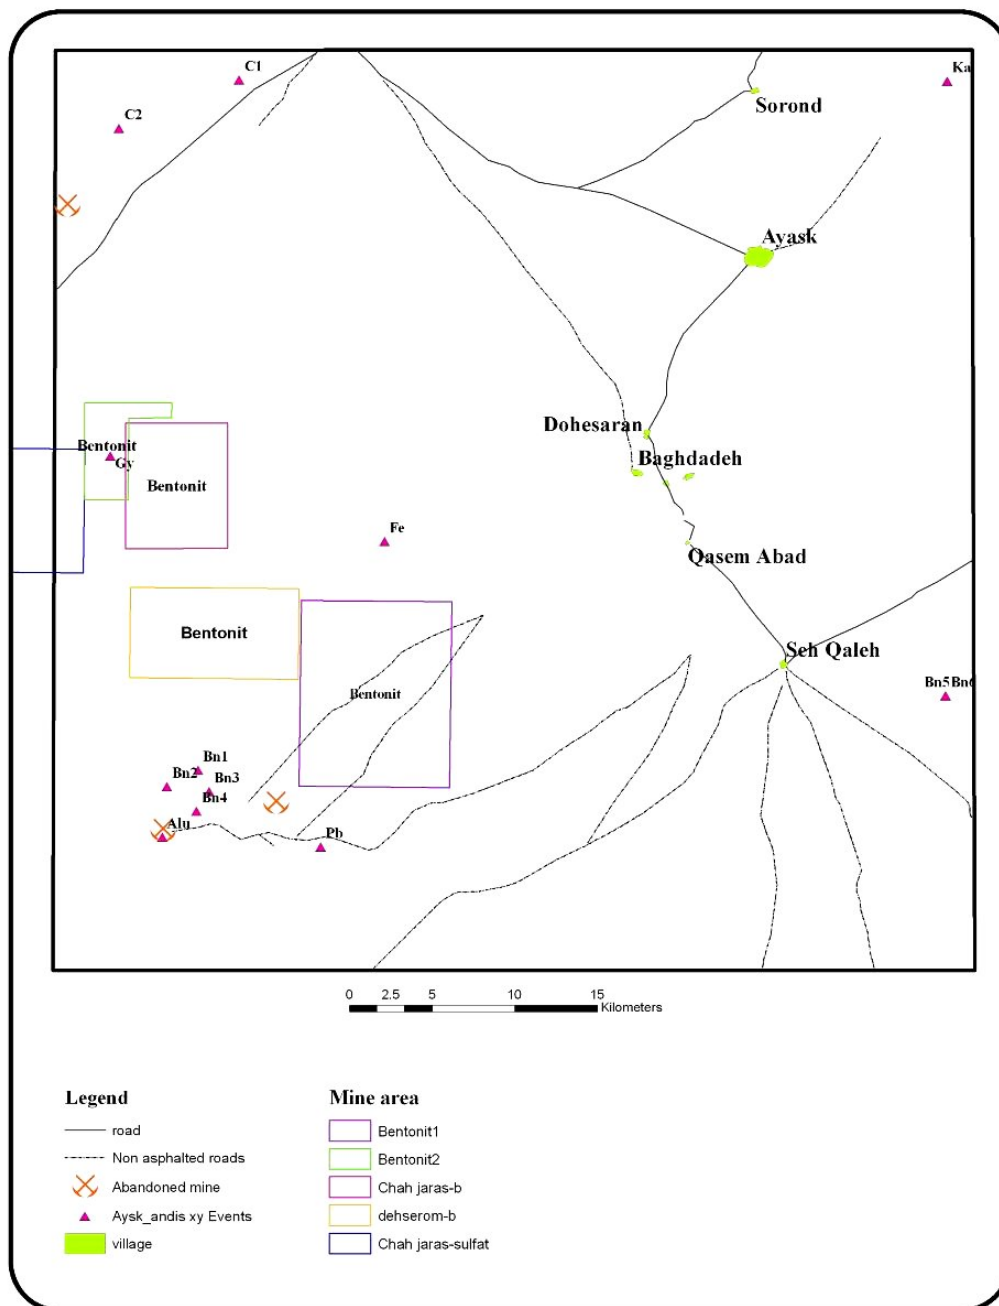 C1
Ka
C2
Sorond
Ayask
Dohesaran
Bentonit
Baghdadeh
Gy
Bentonit
Fe
Qasem Abad
Bentonit
Seh Qaleh
Bentonit
Bn5Bn6
Bn1
Bn2
Bn3
Bn4
Alu
Pb
0 2.5 5 10 15
Kilometers
Legend
road
Non asphalted roads
Abandoned mine
Aysk_andis xy Events
village
Mine area
Bentonit1
Bentonit2
Chah jaras-b
dehserom-b
Chah jaras-sulfat